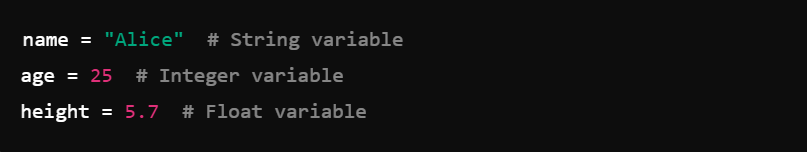 name = "Alice"  # String variable
age = 25  # Integer variable
height = 5.7  # Float variable